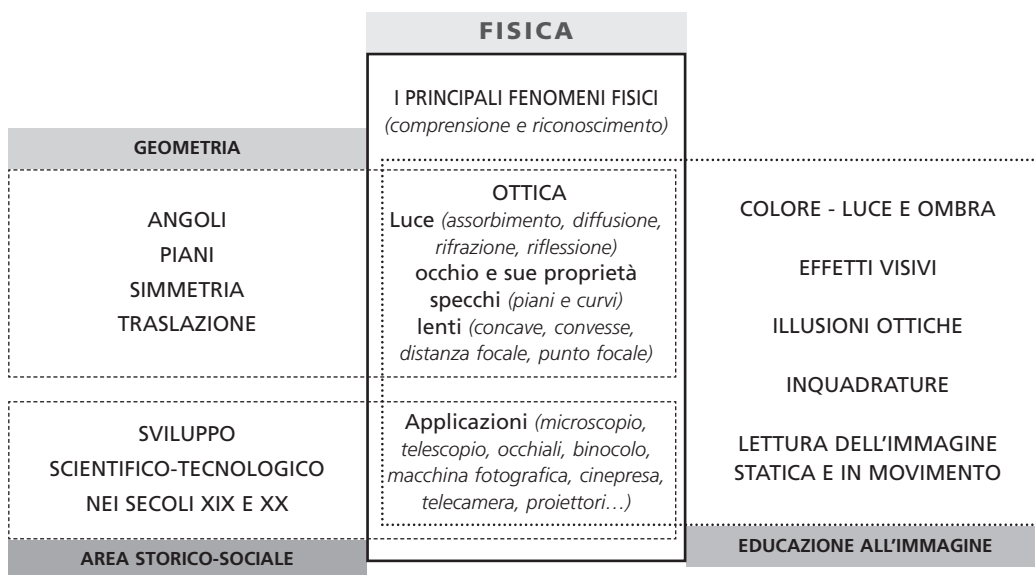 FISICA
I PRINCIPALI FENOMENI FISICI
(comprensione e riconoscimento)
GEOMETRIA
ANGOLI
PIANI
SIMMETRIA
TRASLAZIONE
OTTICA
Luce (assorbimento, diffusione,
rifrazione, riflessione)
occhio e sue proprietà
specchi (piani e curvi)
lenti (concave, convesse,
distanza focale, punto focale)
COLORE - LUCE E OMBRA
EFFETTI VISIVI
ILLUSIONI OTTICHE
INQUADRATURE
LETTURA DELL’IMMAGINE
STATICA E IN MOVIMENTO
SVILUPPO
SCIENTIFICO-TECNOLOGICO
NEI SECOLI XIX E XX
Applicazioni (microscopio,
telescopio, occhiali, binocolo,
macchina fotografica, cinepresa,
telecamera, proiettori…)
AREA STORICO-SOCIALE
EDUCAZIONE ALL’IMMAGINE